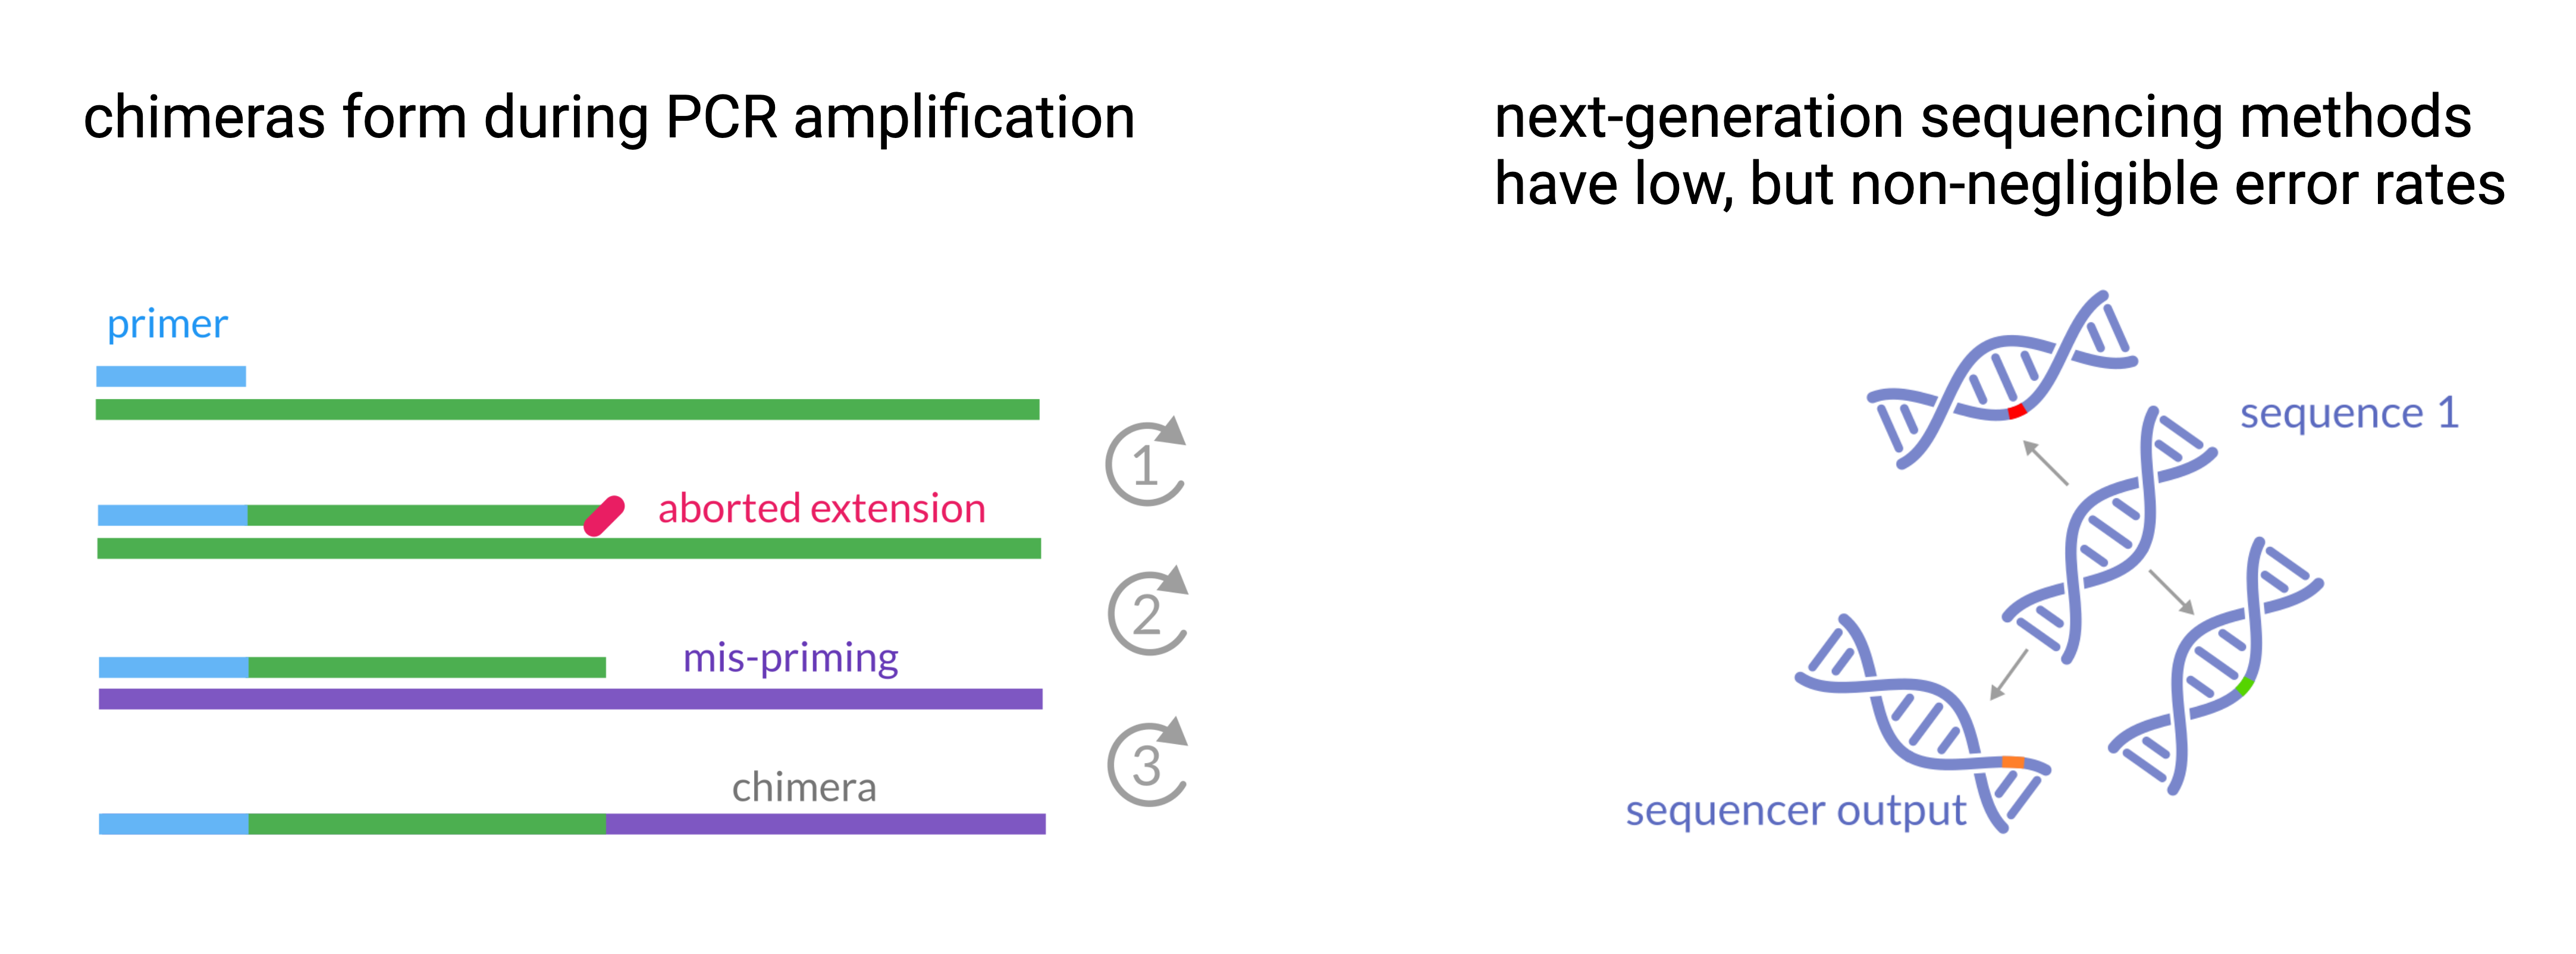 chimeras form during PCR amplification
primer
aborted extension
mis-priming
chimera
1
2
3
next-generation sequencing methods
have low, but non-negligible error rates
sequence 1
sequencer output